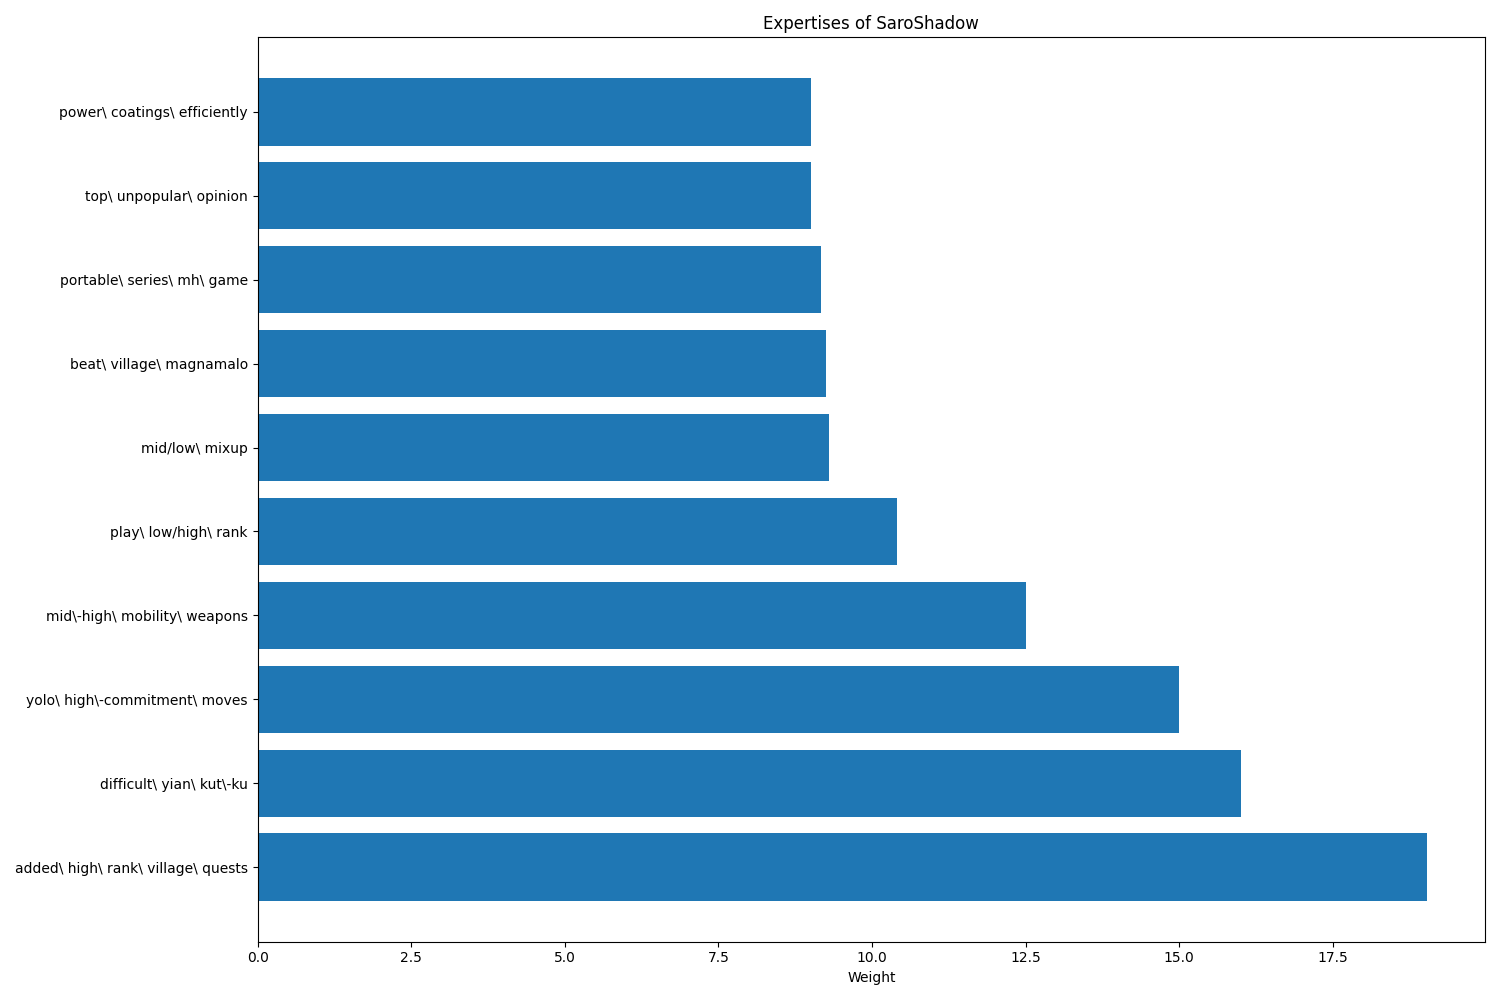 Expertises of SaroShadow
power\ coatings\ efficiently
top\ unpopular\ opinion
portable\ series\ mh\ game
beat\ village\ magnamalo
mid/low\ mixup
play\ low/high\ rank
mid\-high\ mobility\ weapons
yolo\ high\-commitment\ moves
difficult\ yian\ kut\-ku
added\ high\ rank\ village\ quests
0.0 2.5 5.0 7.5 10.0 12.5 15.0 17.5
Weight